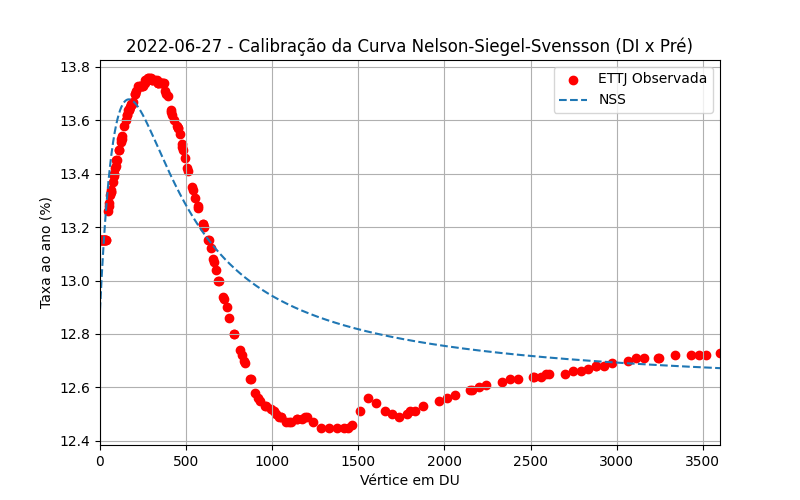 2022-06-27 - Calibração da Curva Nelson-Siegel-Svensson (DI x Pré)
ETTJ Observada
NSS
Taxa ao ano (%)
13.8
13.6
13.4
13.2
13.0
12.8
12.6
12.4
0 500 1000 1500 2000 2500 3000 3500
Vértice em DU